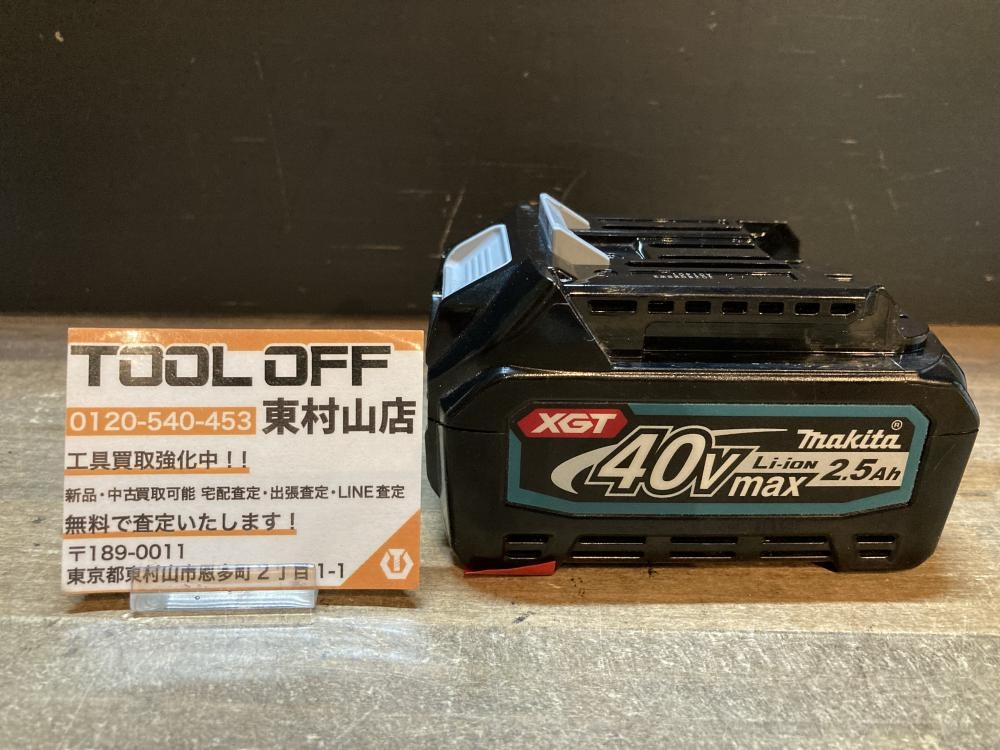 TOOL OFF
0120-540-453 東村山店
工具買取強化中!!
新品・中古買取可能 宅配査定・出張査定・LINE査定
無料で査定いたします!
〒189-0011
東京都東村山市恩多町2丁目
1-1
XGT
40Vmax
makita®
Li-ion 2.5Ah